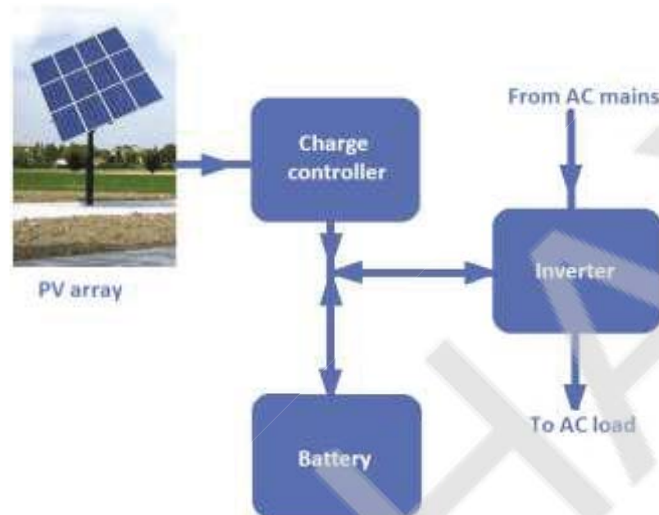 Charge
controller
From AC mains
Inverter
PV array
To AC load
Battery